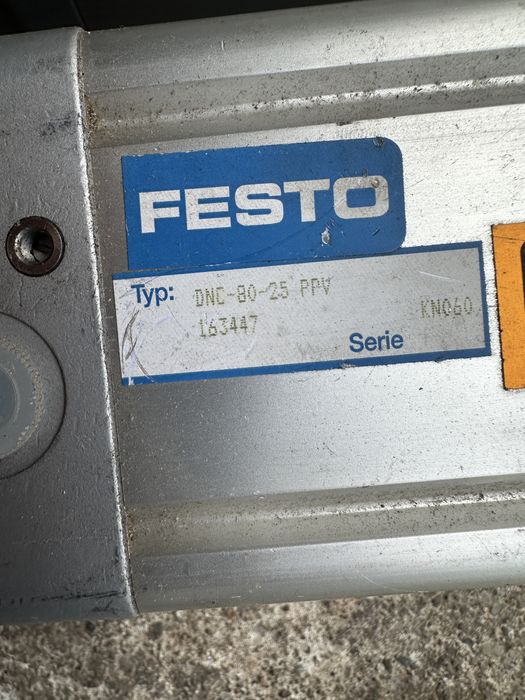 FESTO
Typ: DNC-80-25 PPV
163447
Serie KN060